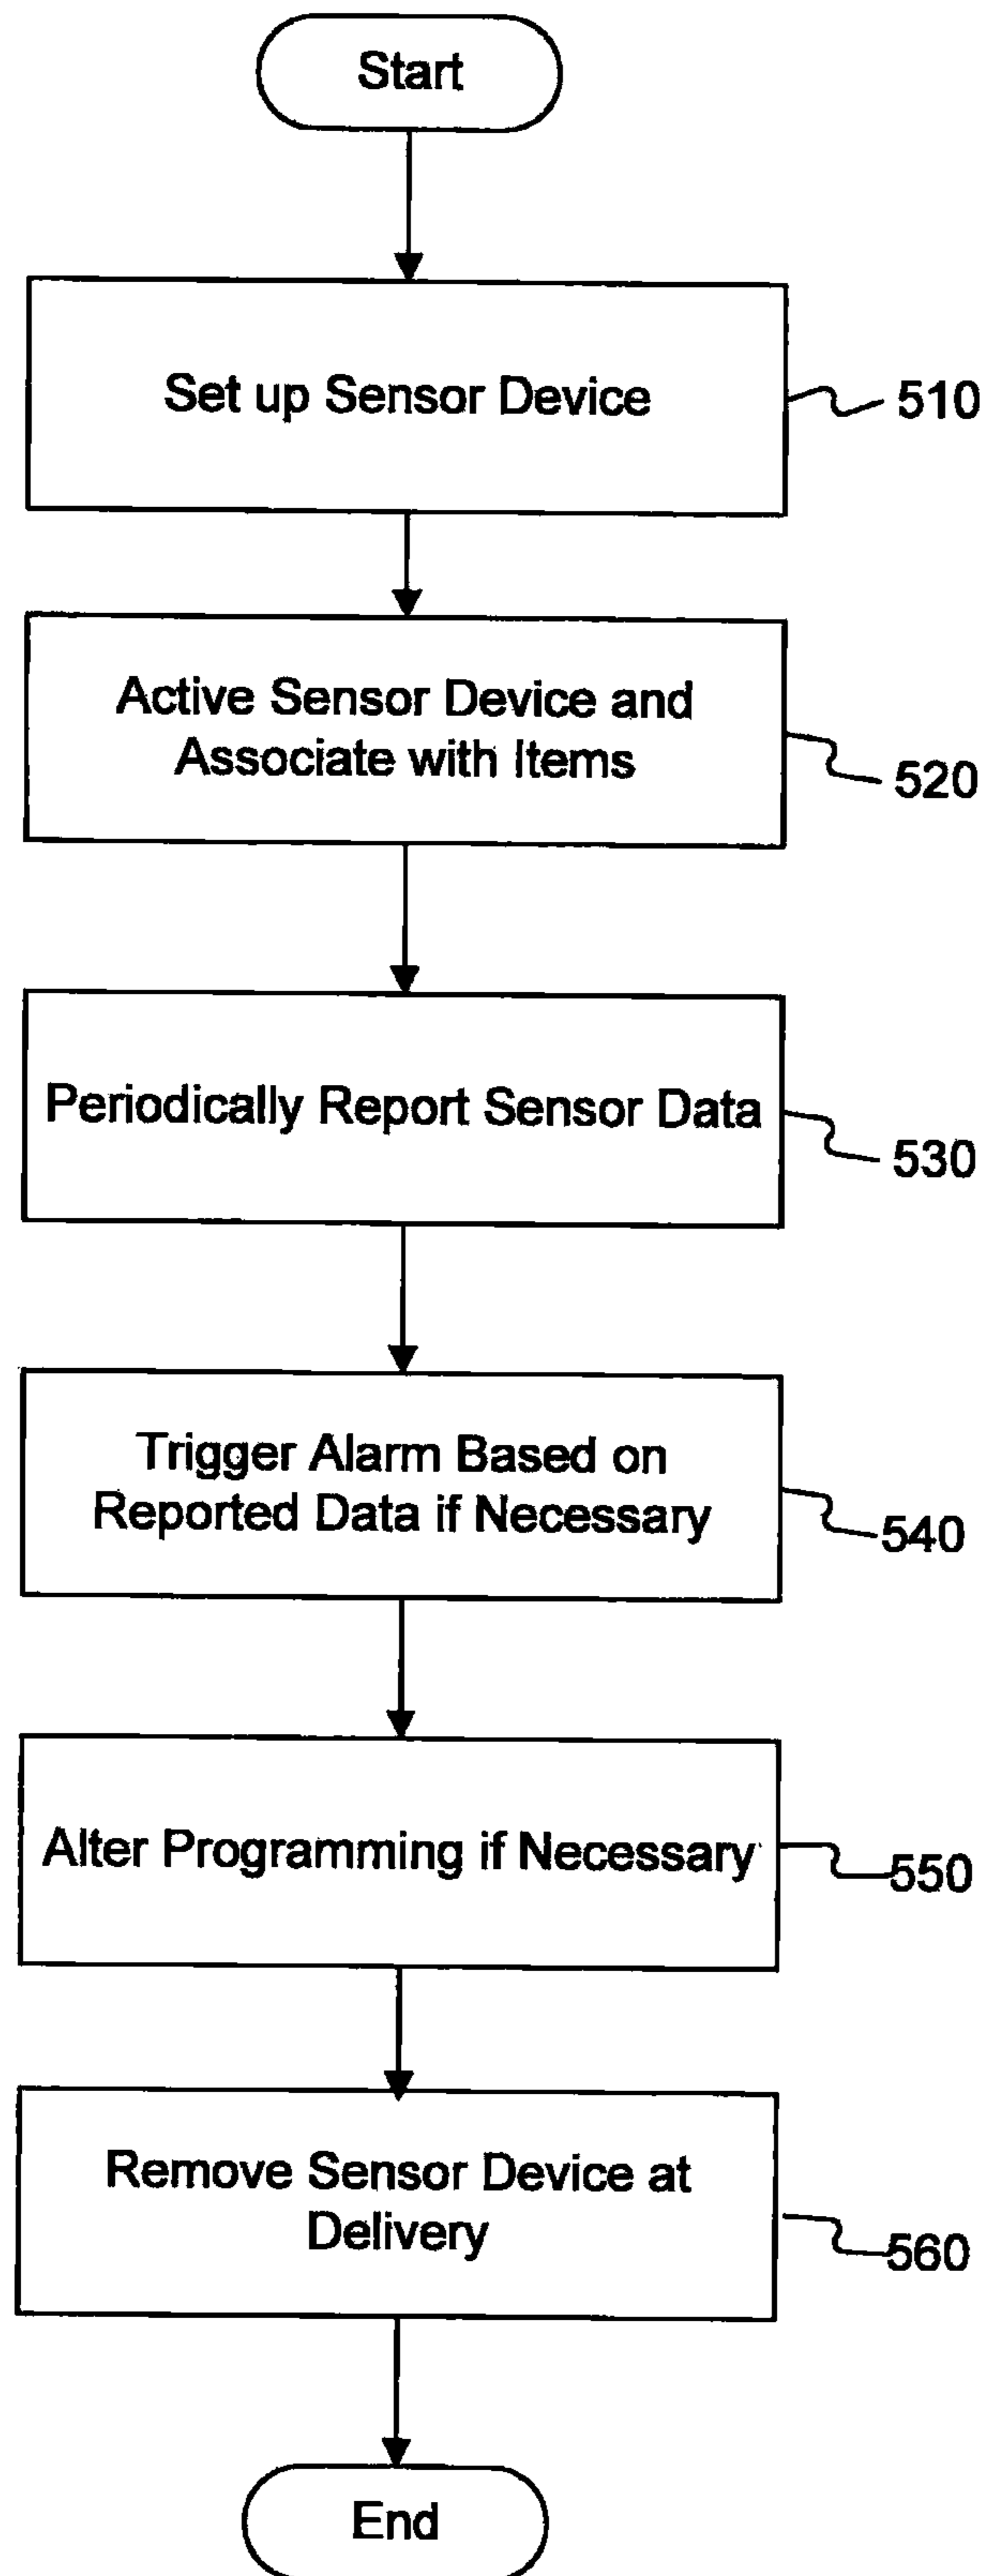 Start
Set up Sensor Device
510
Active Sensor Device and
Associate with Items
520
Periodically Report Sensor Data
530
Trigger Alarm Based on
Reported Data if Necessary
540
Alter Programming if Necessary
550
Remove Sensor Device at
Delivery
560
End